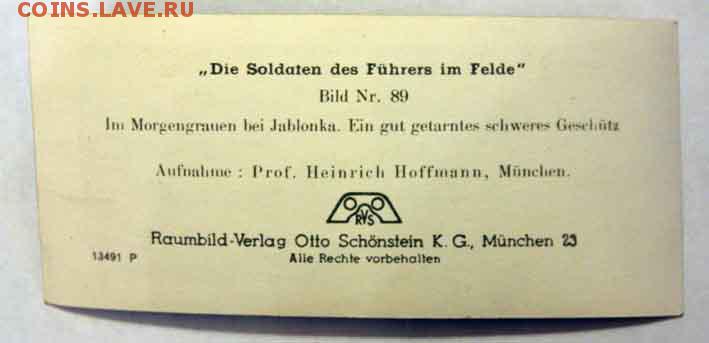 COINS.LAVE.RU
„Die Soldaten des Führers im Felde“
Bild Nr. 89
Im Morgengrauen bei Jablonka. Ein gut getarntes schweres Geschütz
Aufnahme : Prof. Heinrich Hoffmann, München.
RVS
Raumbild-Verlag Otto Schönstein K. G., München 23
13491 P
Alle Rechte vorbehalten